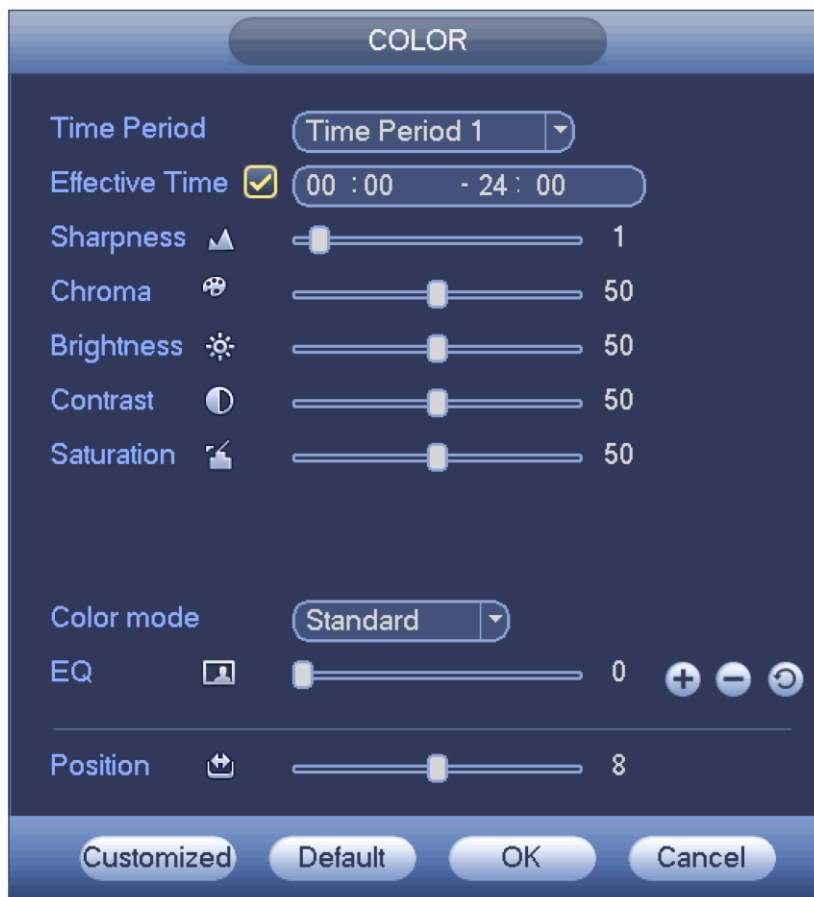 COLOR
Time Period Time Period 1
Effective Time 00 :00 - 24 : 00
Sharpness 1
Chroma 50
Brightness 50
Contrast 50
Saturation 50
Color mode Standard
EQ 0
Position 8
Customized Default OK Cancel